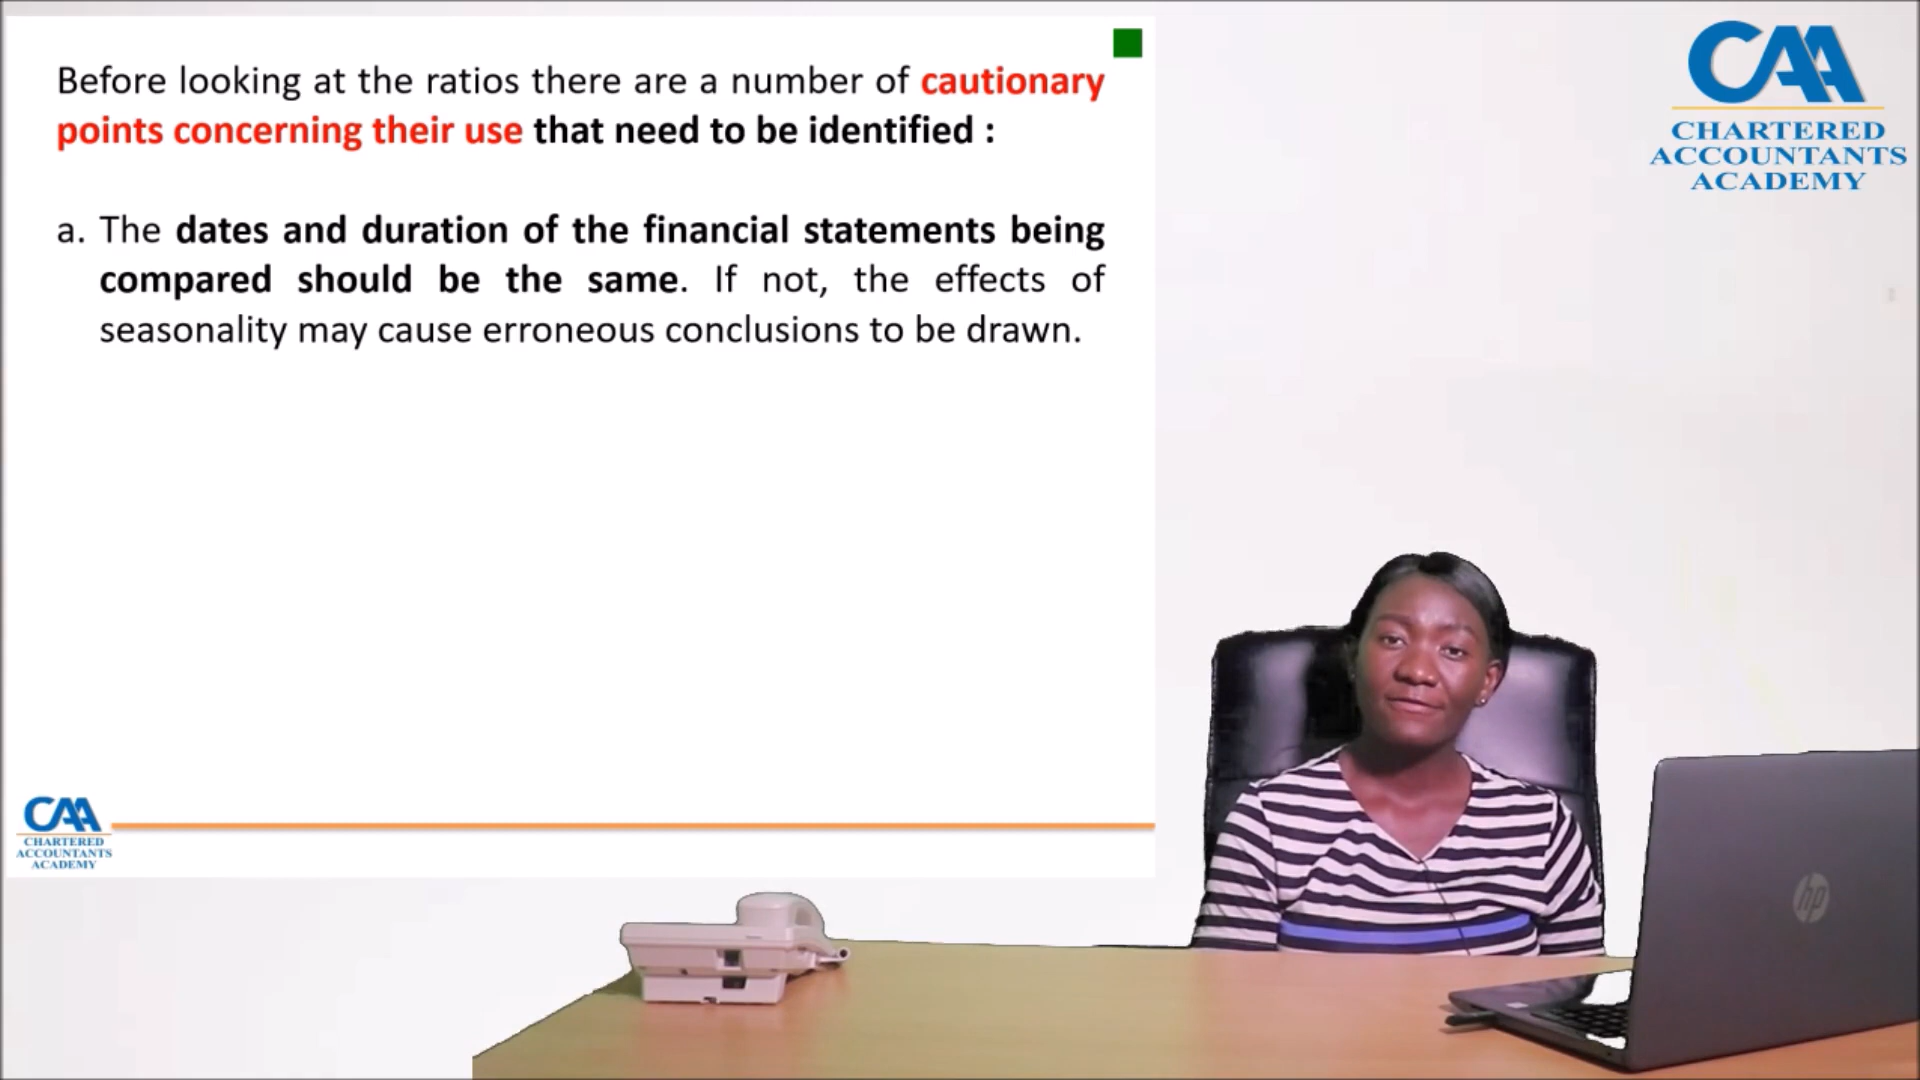 Before looking at the ratios there are a number of cautionary
points concerning their use that need to be identified :
a. The dates and duration of the financial statements being
compared should be the same. If not, the effects of
seasonality may cause erroneous conclusions to be drawn.
CAA
CHARTERED
ACCOUNTANTS
ACADEMY
CAA
CHARTERED
ACCOUNTANTS
ACADEMY
hp